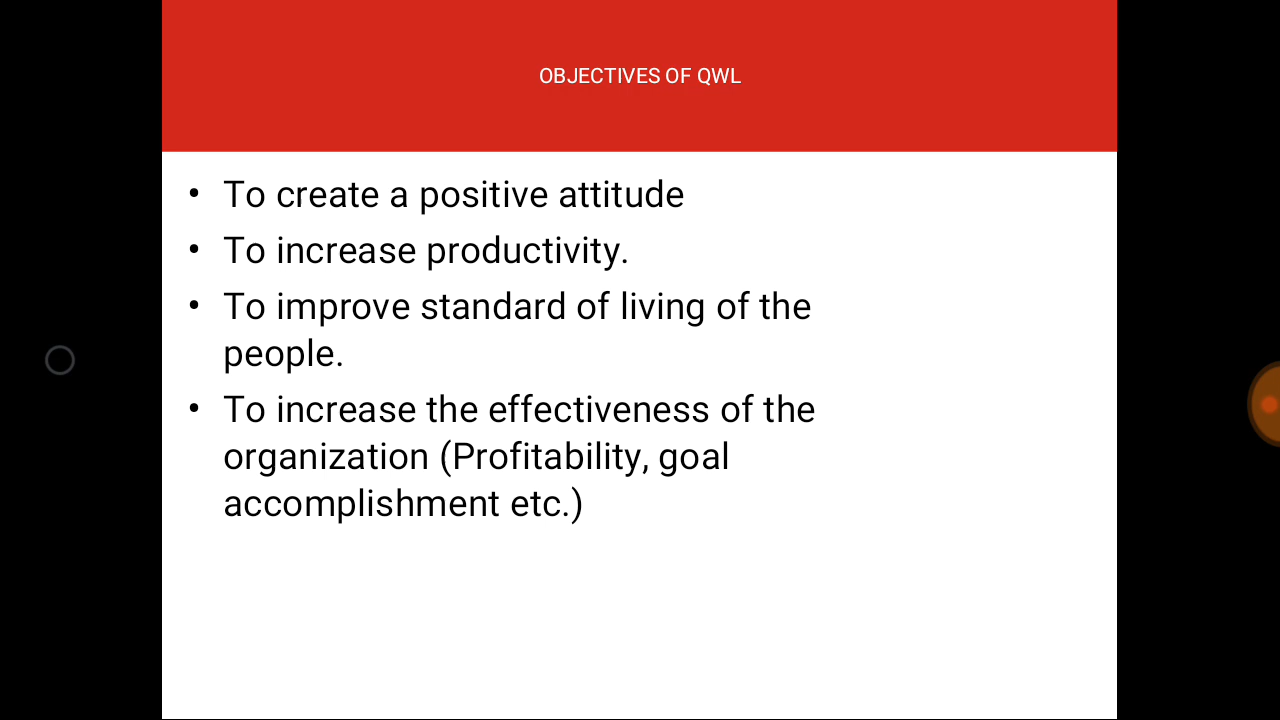 OBJECTIVES OF QWL
• To create a positive attitude
• To increase productivity.
• To improve standard of living of the
people.
• To increase the effectiveness of the
organization (Profitability, goal
accomplishment etc.)